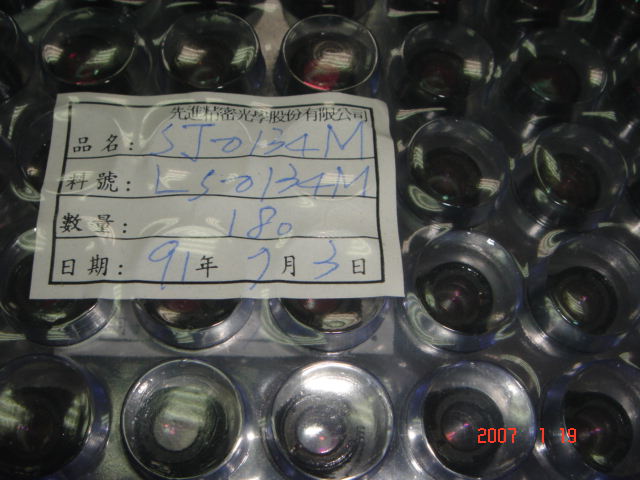 先進精密光學股份有限公司
品名: SJ-0134M
料號: LS-0134M
數量: 180
日期: 91年 7月 3日
2007 1 19